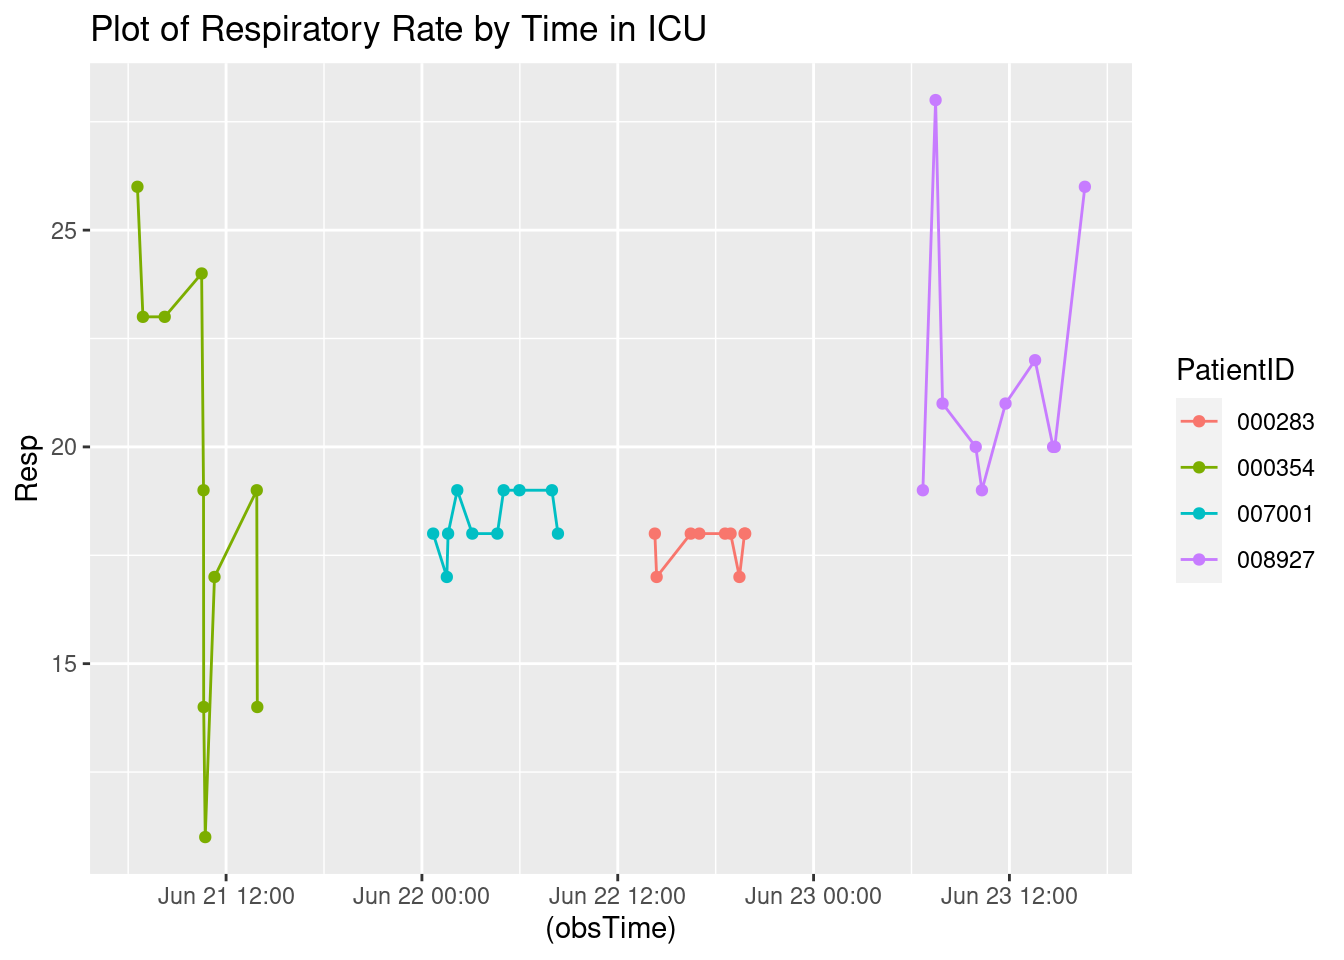 Plot of Respiratory Rate by Time in ICU
25
20
15
Resp
Jun 21 12:00
Jun 22 00:00
Jun 22 12:00
Jun 23 00:00
Jun 23 12:00
(obsTime)
PatientID
000283
000354
007001
008927